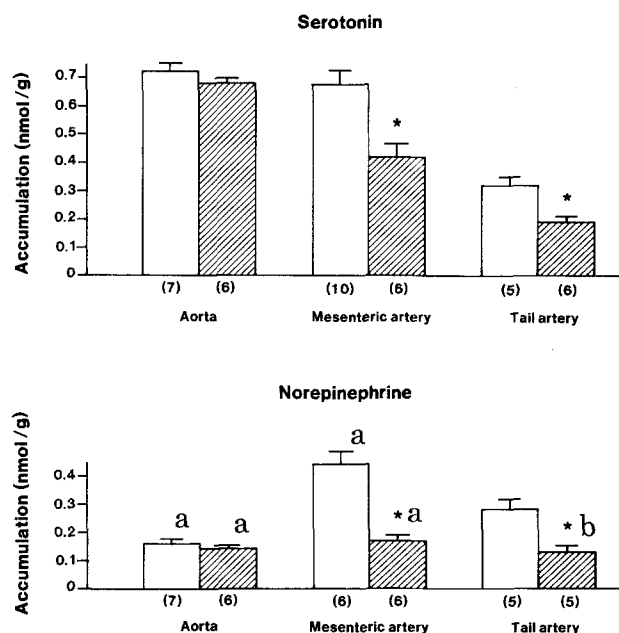 Serotonin
Accumulation (nmol/g)
0.7
0.6
0.5
0.4
0.3
0.2
0.1
0
*
*
(7) (6) (10) (6) (5) (6)
Aorta Mesenteric artery Tail artery
Norepinephrine
Accumulation (nmol/g)
0.4
0.3
0.2
0.1
0
a a a *a *b
(7) (6) (6) (6) (5) (5)
Aorta Mesenteric artery Tail artery